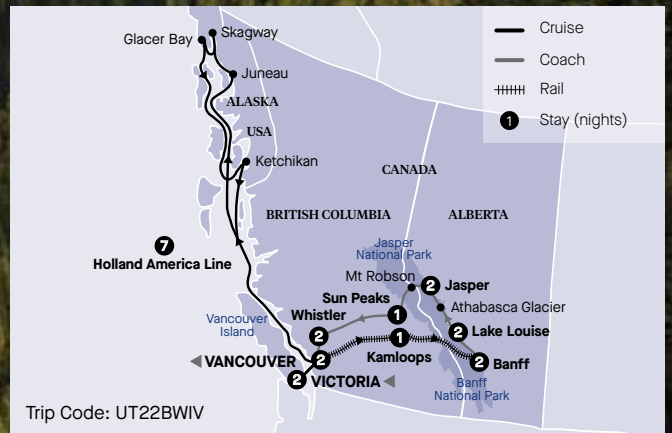 Cruise
Coach
Rail
1 Stay (nights)
Glacer Bay
Skagway
Juneau
ALASKA
USA
Ketchikan
CANADA
BRITISH COLUMBIA
ALBERTA
7
Holland America Line
Jasper
National Park
Mt Robson
2 Jasper
Sun Peaks
1
Athabasca Glacier
Whistler
2
Vancouver
Island
2 Lake Louise
1
Kamloops
VANCOUVER 2
2 Banff
2 VICTORIA
Banff
National Park
Trip Code: UT22BWIV